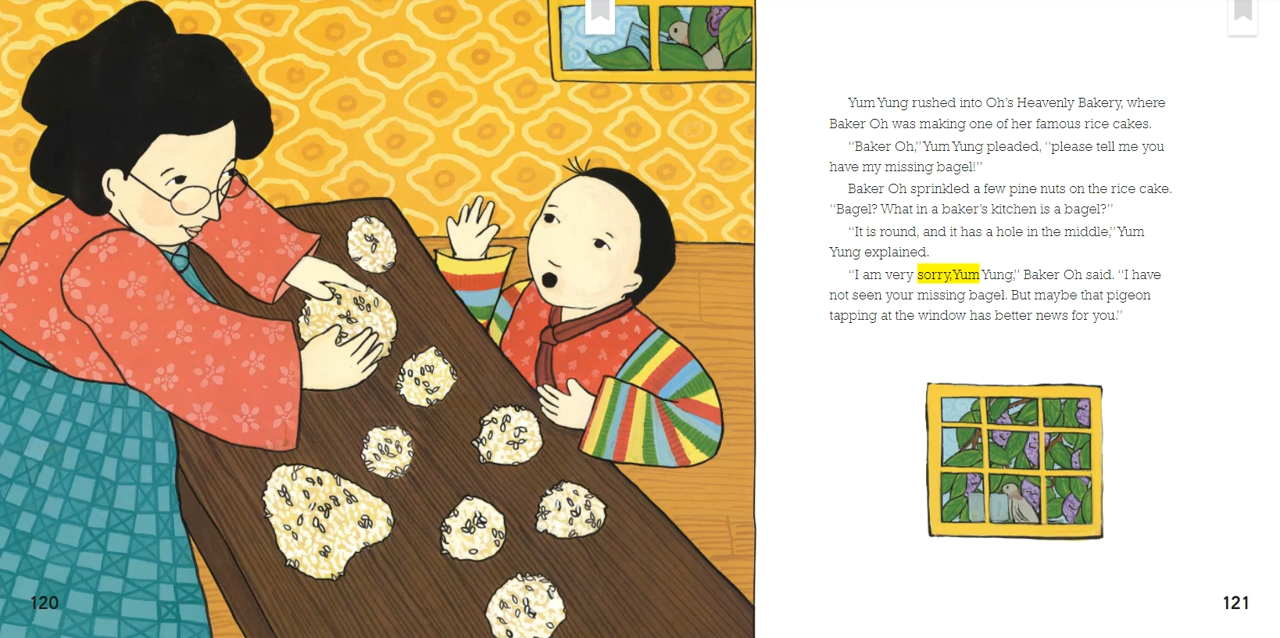 Yum Yung rushed into Oh's Heavenly Bakery, where
Baker Oh was making one of her famous rice cakes.
"Baker Oh," Yum Yung pleaded, "please tell me you
have my missing bagel!"
Baker Oh sprinkled a few pine nuts on the rice cake.
"Bagel? What in a baker's kitchen is a bagel?"
"It is round, and it has a hole in the middle," Yum
Yung explained.
"I am very sorry,Yum Yung," Baker Oh said. "I have
not seen your missing bagel. But maybe that pigeon
tapping at the window has better news for you."
120
121